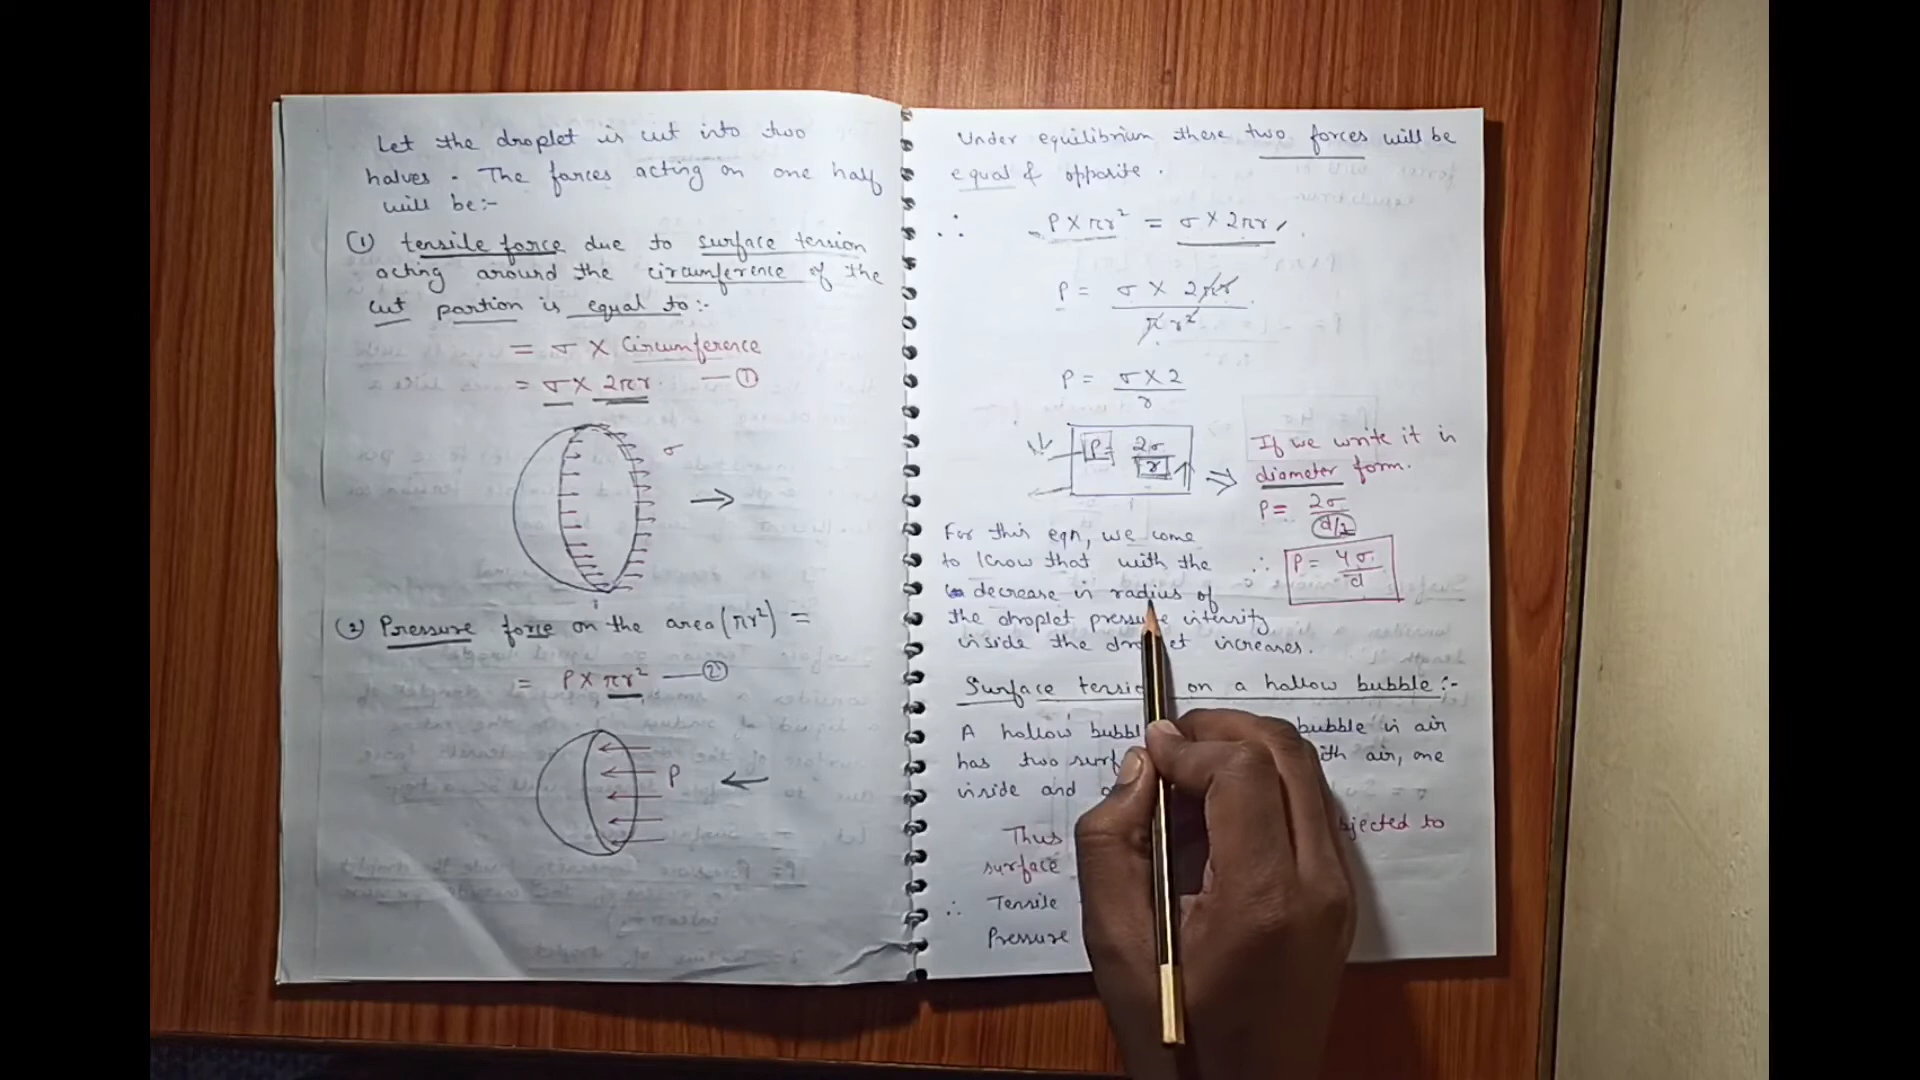 Let the droplet is cut into two
halves. The forces acting on one half
will be:-
① tensile force due to surface tension
acting around the circumference of the
cut portion is equal to:-
= σ × Circumference
= σ × 2πr — ①
σ
② Pressure force on the area (πr²) =
= P × πr² — ②
P
Under equilibrium these two forces will be
equal & opposite.
∴ P × πr² = σ × 2πr
P = σ × 2πr / πr²
P = σ × 2 / r
P = 2σ / r ⇒
If we write it in
diameter form.
P = 2σ / d/2
∴ P = 4σ / d
For this eqn, we come
to know that with the
decrease in radius of
the droplet pressure intensity
inside the droplet increases.
Surface tension on a hollow bubble:-
A hollow bubble bubble in air
has two with air, one
inside and
Thus subjected to
surface
∴ Tensile
Pressure